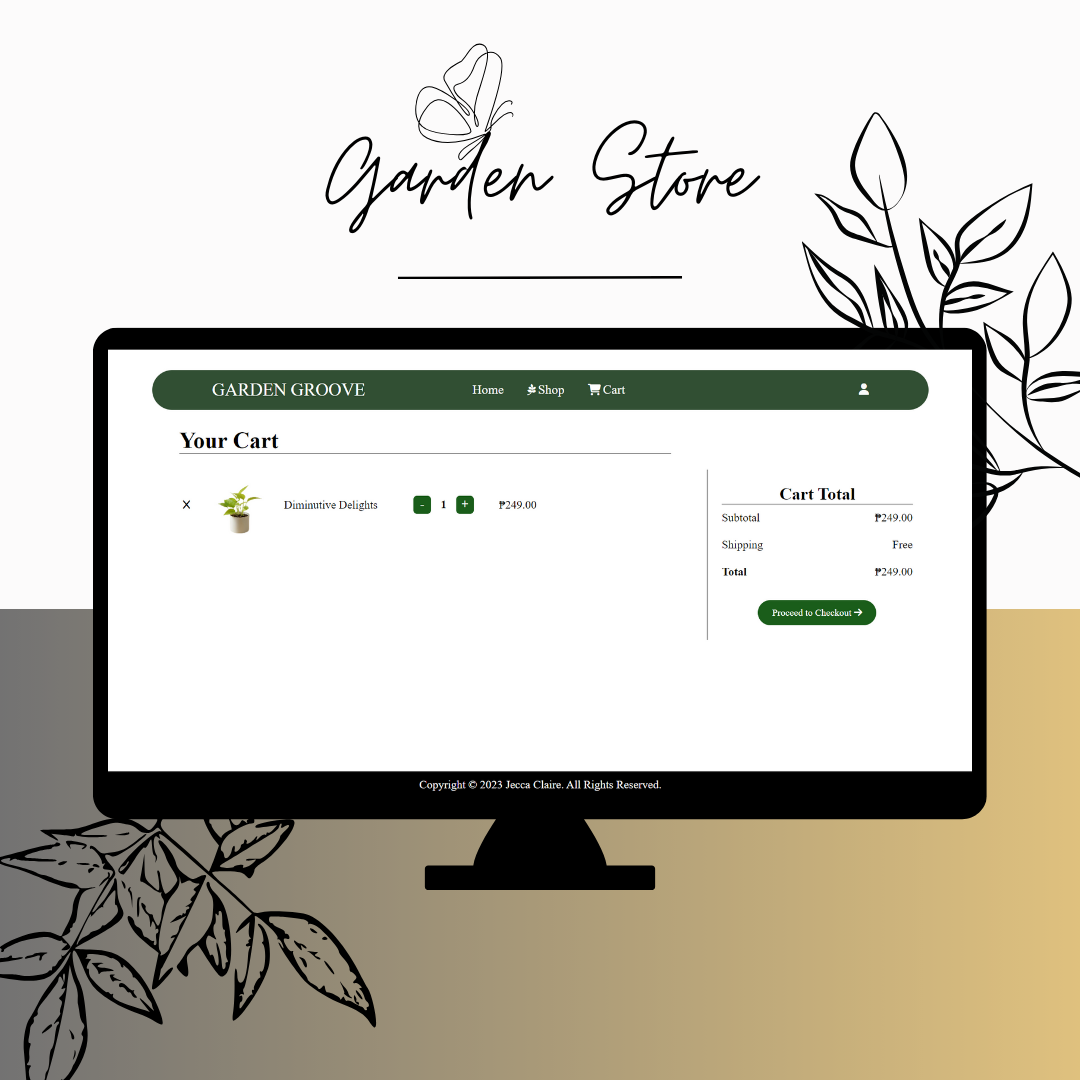 Garden Store
GARDEN GROOVE Home Shop Cart
Your Cart
X Diminutive Delights - 1 + ₱249.00
Cart Total
Subtotal ₱249.00
Shipping Free
Total ₱249.00
Proceed to Checkout →
Copyright © 2023 Jecca Claire. All Rights Reserved.